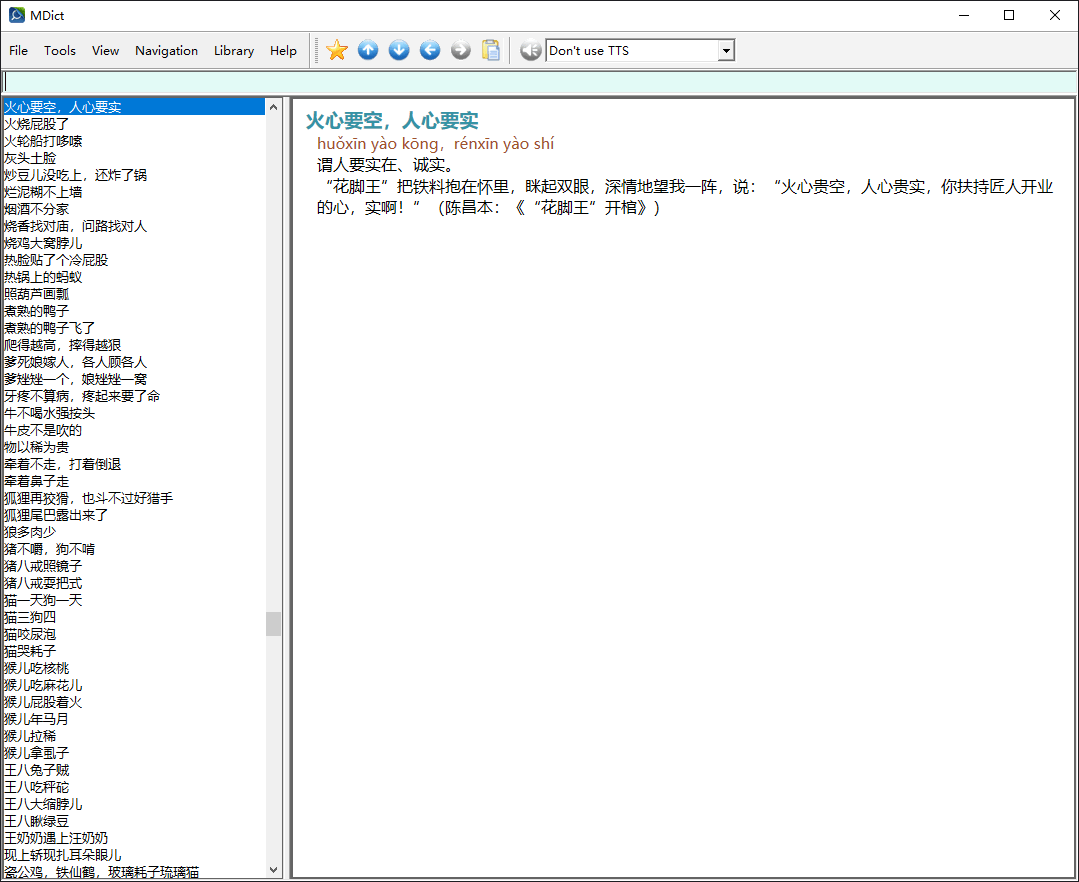 MDict
File Tools View Navigation Library Help Don't use TTS
火心要空，人心要实
火烧屁股了
火轮船打哆嗦
灰头土脸
炒豆儿没吃上，还炸了锅
烂泥糊不上墙
烟酒不分家
烧香找对庙，问路找对人
烧鸡大窝脖儿
热脸贴了个冷屁股
热锅上的蚂蚁
照葫芦画瓢
煮熟的鸭子
煮熟的鸭子飞了
爬得越高，摔得越狠
爹死娘嫁人，各人顾各人
爹矬矬一个，娘矬矬一窝
牙疼不算病，疼起来要了命
牛不喝水强按头
牛皮不是吹的
物以稀为贵
牵着不走，打着倒退
牵着鼻子走
狐狸再狡猾，也斗不过好猎手
狐狸尾巴露出来了
狼多肉少
猪不嚼，狗不啃
猪八戒照镜子
猪八戒耍把式
猫一天狗一天
猫三狗四
猫咬尿泡
猫哭耗子
猴儿吃核桃
猴儿吃麻花儿
猴儿屁股着火
猴儿年马月
猴儿拉稀
猴儿拿虱子
王八兔子贼
王八吃秤砣
王八大缩脖儿
王八瞅绿豆
王奶奶遇上汪奶奶
现上轿现扎耳朵眼儿
瓷公鸡，铁仙鹤，玻璃耗子琉璃猫
火心要空，人心要实
huǒxīn yào kōng，rénxīn yào shí
谓人要实在、诚实。
“花脚王”把铁料抱在怀里，眯起双眼，深情地望我一阵，说：“火心贵空，人心贵实，你扶持匠人开业
的心，实啊！”（陈昌本：《“花脚王”开棺》）